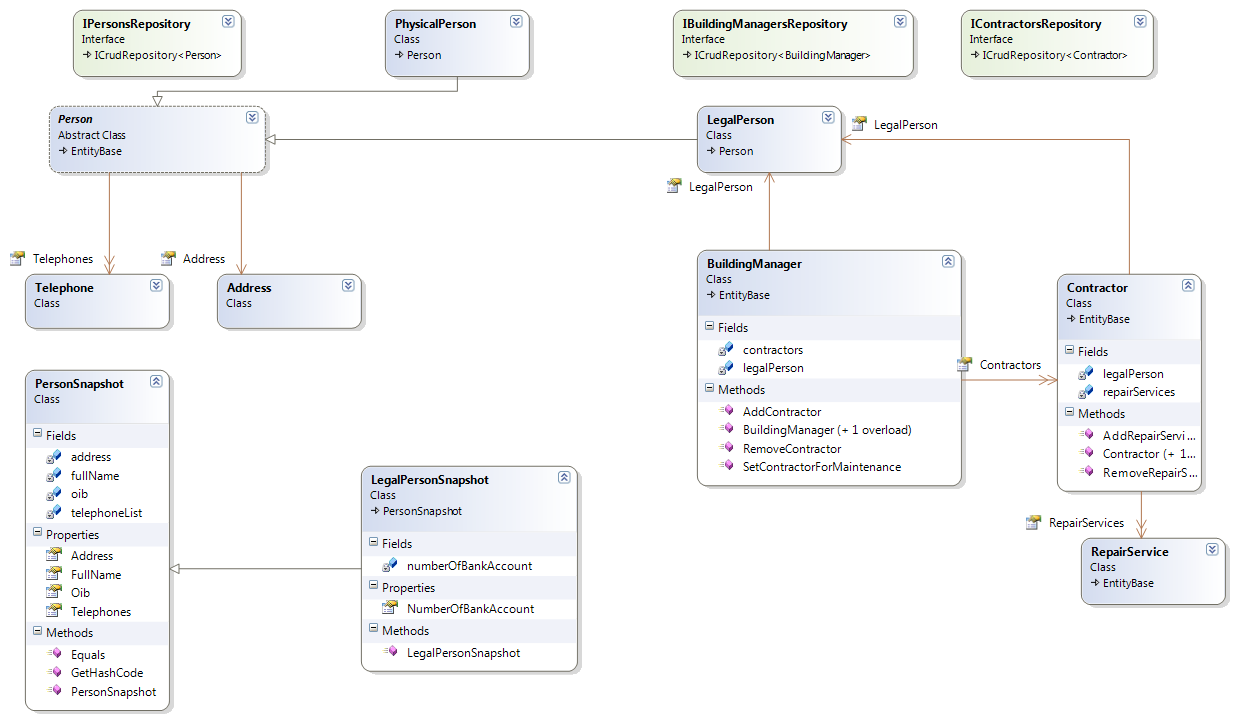 IPersonsRepository
Interface
ICrudRepository<Person>
PhysicalPerson
Class
Person
IBuildingManagersRepository
Interface
ICrudRepository<BuildingManager>
IContractorsRepository
Interface
ICrudRepository<Contractor>
Person
Abstract Class
EntityBase
LegalPerson
Class
Person
LegalPerson
LegalPerson
Telephones
Address
Telephone
Class
Address
Class
BuildingManager
Class
EntityBase
Fields
contractors
legalPerson
Methods
AddContractor
BuildingManager (+ 1 overload)
RemoveContractor
SetContractorForMaintenance
Contractors
Contractor
Class
EntityBase
Fields
legalPerson
repairServices
Methods
AddRepairServi...
Contractor (+ 1...
RemoveRepairS...
RepairServices
RepairService
Class
EntityBase
PersonSnapshot
Class
Fields
address
fullName
oib
telephoneList
Properties
Address
FullName
Oib
Telephones
Methods
Equals
GetHashCode
PersonSnapshot
LegalPersonSnapshot
Class
PersonSnapshot
Fields
numberOfBankAccount
Properties
NumberOfBankAccount
Methods
LegalPersonSnapshot